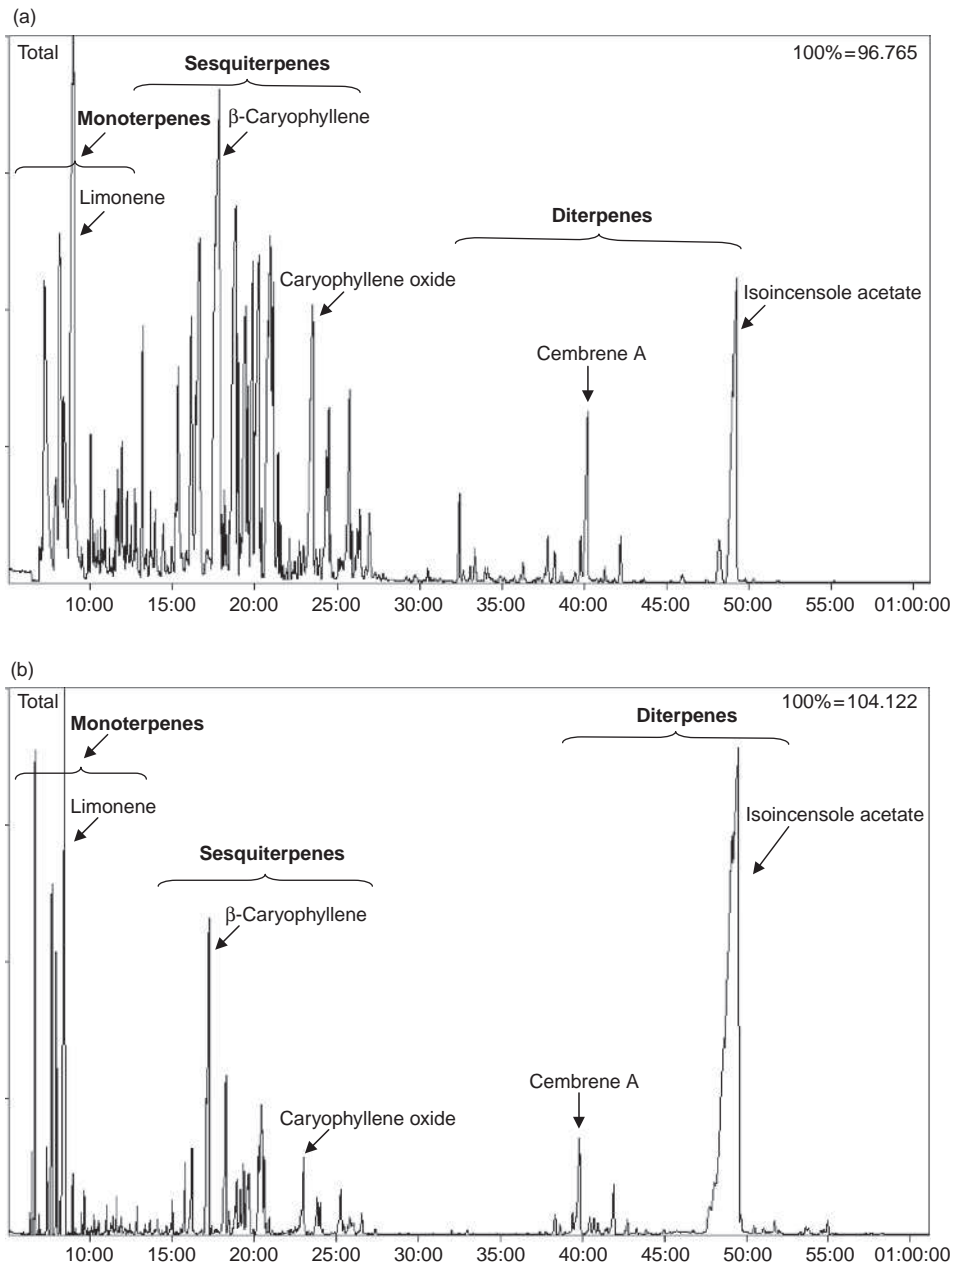 (a)
Total
100%=96.765
Sesquiterpenes
Monoterpenes
β-Caryophyllene
Limonene
Diterpenes
Caryophyllene oxide
Isoincensole acetate
Cembrene A
10:00 15:00 20:00 25:00 30:00 35:00 40:00 45:00 50:00 55:00 01:00:00
(b)
Total
100%=104.122
Monoterpenes
Diterpenes
Limonene
Isoincensole acetate
Sesquiterpenes
β-Caryophyllene
Cembrene A
Caryophyllene oxide
10:00 15:00 20:00 25:00 30:00 35:00 40:00 45:00 50:00 55:00 01:00:00